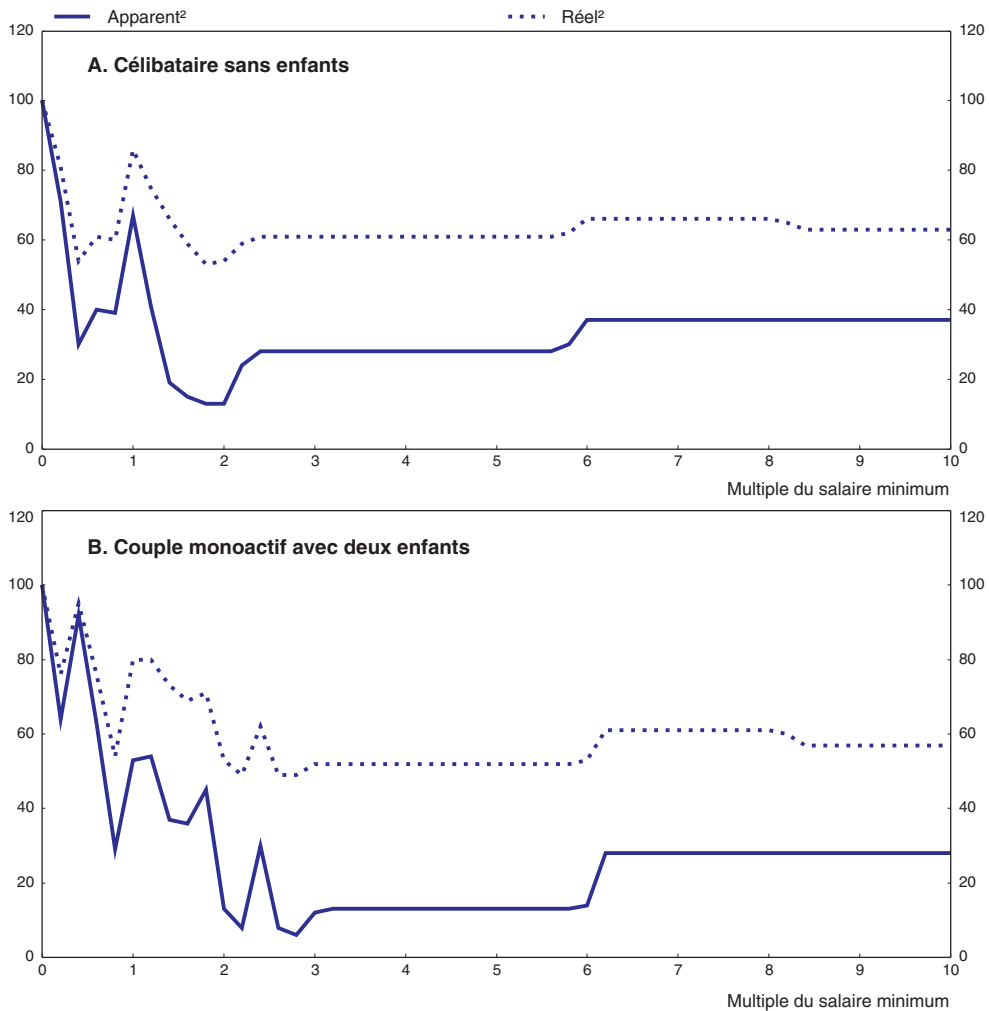 Apparent² Réel²
120 120
A. Célibataire sans enfants
100 100
80 80
60 60
40 40
20 20
0 0
0 1 2 3 4 5 6 7 8 9 10
Multiple du salaire minimum
120 120
B. Couple monoactif avec deux enfants
100 100
80 80
60 60
40 40
20 20
0 0
0 1 2 3 4 5 6 7 8 9 10
Multiple du salaire minimum